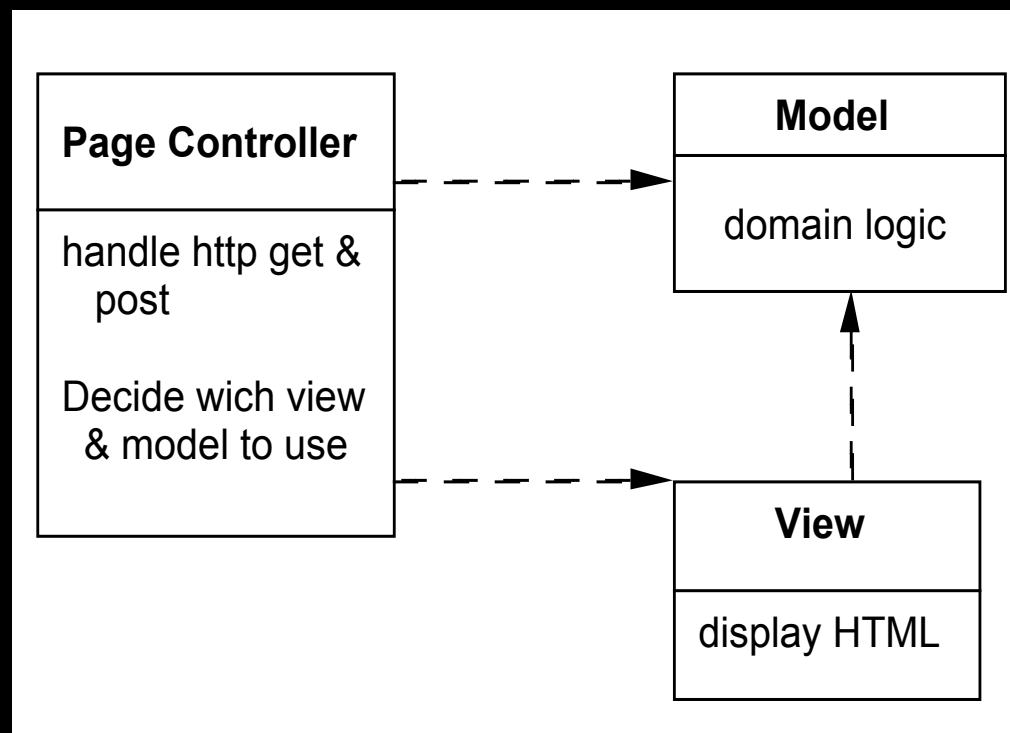 Page Controller
handle http get &
post
Decide wich view
& model to use
Model
domain logic
View
display HTML